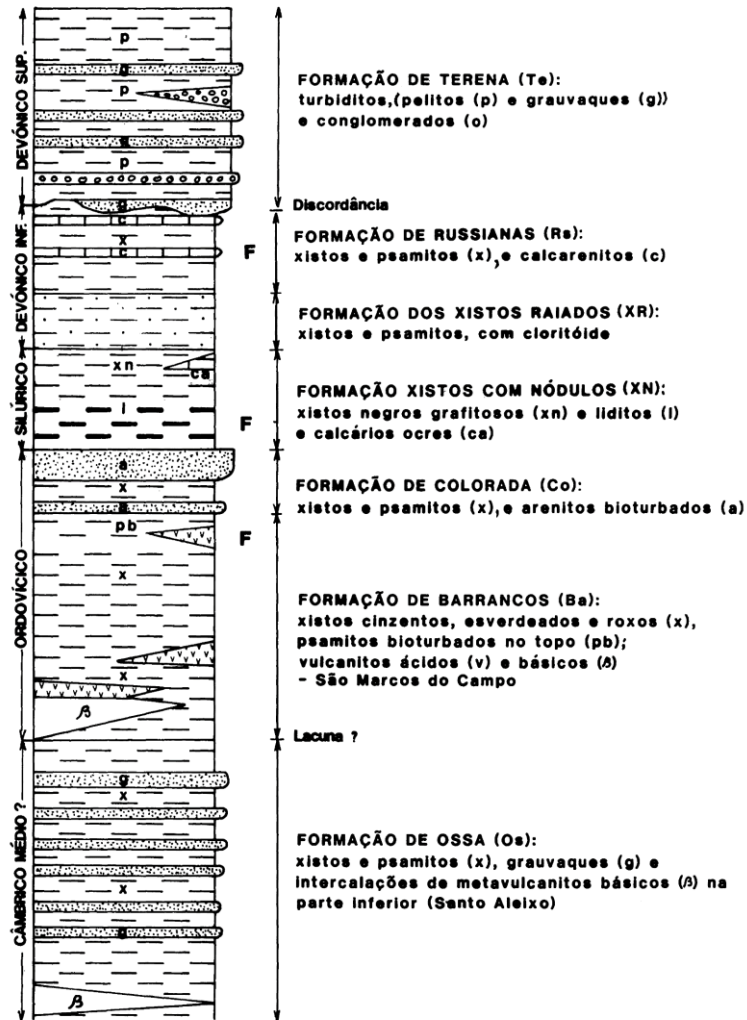 DEVÓNICO SUP.
DEVÓNICO INF.
SILÚRICO
ORDOVÍCICO
CÂMBRICO MÉDIO ?
p
g
p
g
p
g
c
x
c
F
xn
ca
l
F
a
x
a
pb
F
x
x
β
g
x
x
g
β
FORMAÇÃO DE TERENA (Te):
turbiditos,(pelitos (p) e grauvaques (g))
e conglomerados (o)
Discordância
FORMAÇÃO DE RUSSIANAS (Rs):
xistos e psamitos (x), e calcarenitos (c)
FORMAÇÃO DOS XISTOS RAIADOS (XR):
xistos e psamitos, com cloritóide
FORMAÇÃO XISTOS COM NÓDULOS (XN):
xistos negros grafitosos (xn) e liditos (l)
e calcários ocres (ca)
FORMAÇÃO DE COLORADA (Co):
xistos e psamitos (x), e arenitos bioturbados (a)
FORMAÇÃO DE BARRANCOS (Ba):
xistos cinzentos, esverdeados e roxos (x),
psamitos bioturbados no topo (pb);
vulcanitos ácidos (v) e básicos (β)
- São Marcos do Campo
Lacuna ?
FORMAÇÃO DE OSSA (Os):
xistos e psamitos (x), grauvaques (g) e
intercalações de metavulcanitos básicos (β) na
parte inferior (Santo Aleixo)